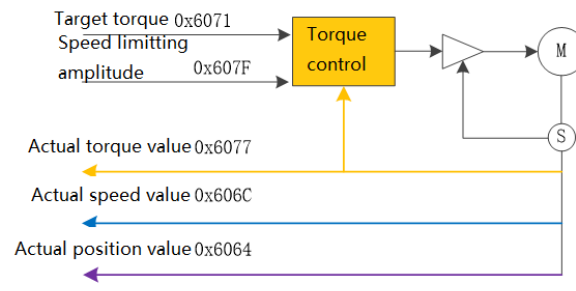 Target torque 0x6071
Speed limitting
amplitude 0x607F
Torque
control
M
S
Actual torque value 0x6077
Actual speed value 0x606C
Actual position value 0x6064